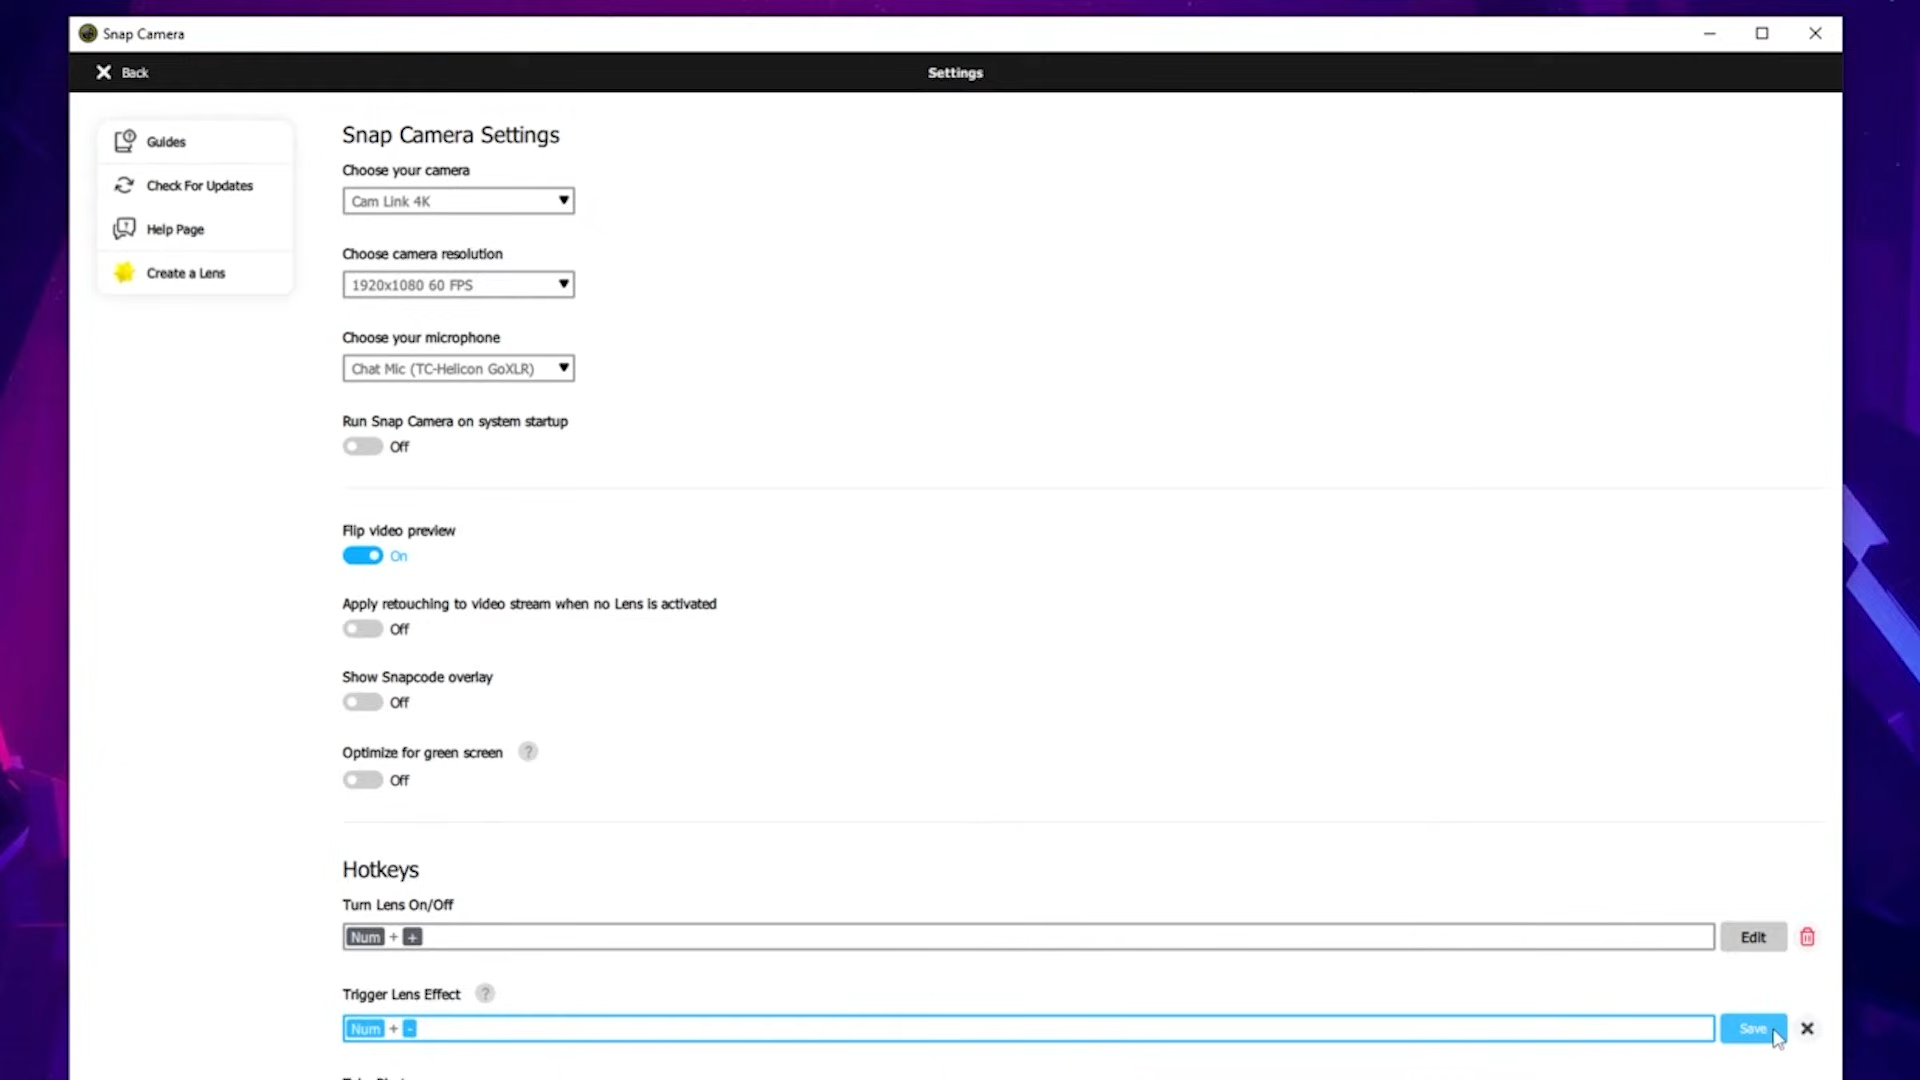 Snap Camera
Back
Settings
Guides
Check For Updates
Help Page
Create a Lens
Snap Camera Settings
Choose your camera
Cam Link 4K
Choose camera resolution
1920x1080 60 FPS
Choose your microphone
Chat Mic (TC-Helicon GoXLR)
Run Snap Camera on system startup
Off
Flip video preview
On
Apply retouching to video stream when no Lens is activated
Off
Show Snapcode overlay
Off
Optimize for green screen ?
Off
Hotkeys
Turn Lens On/Off
Num + +
Edit
Trigger Lens Effect ?
Num + -
Save